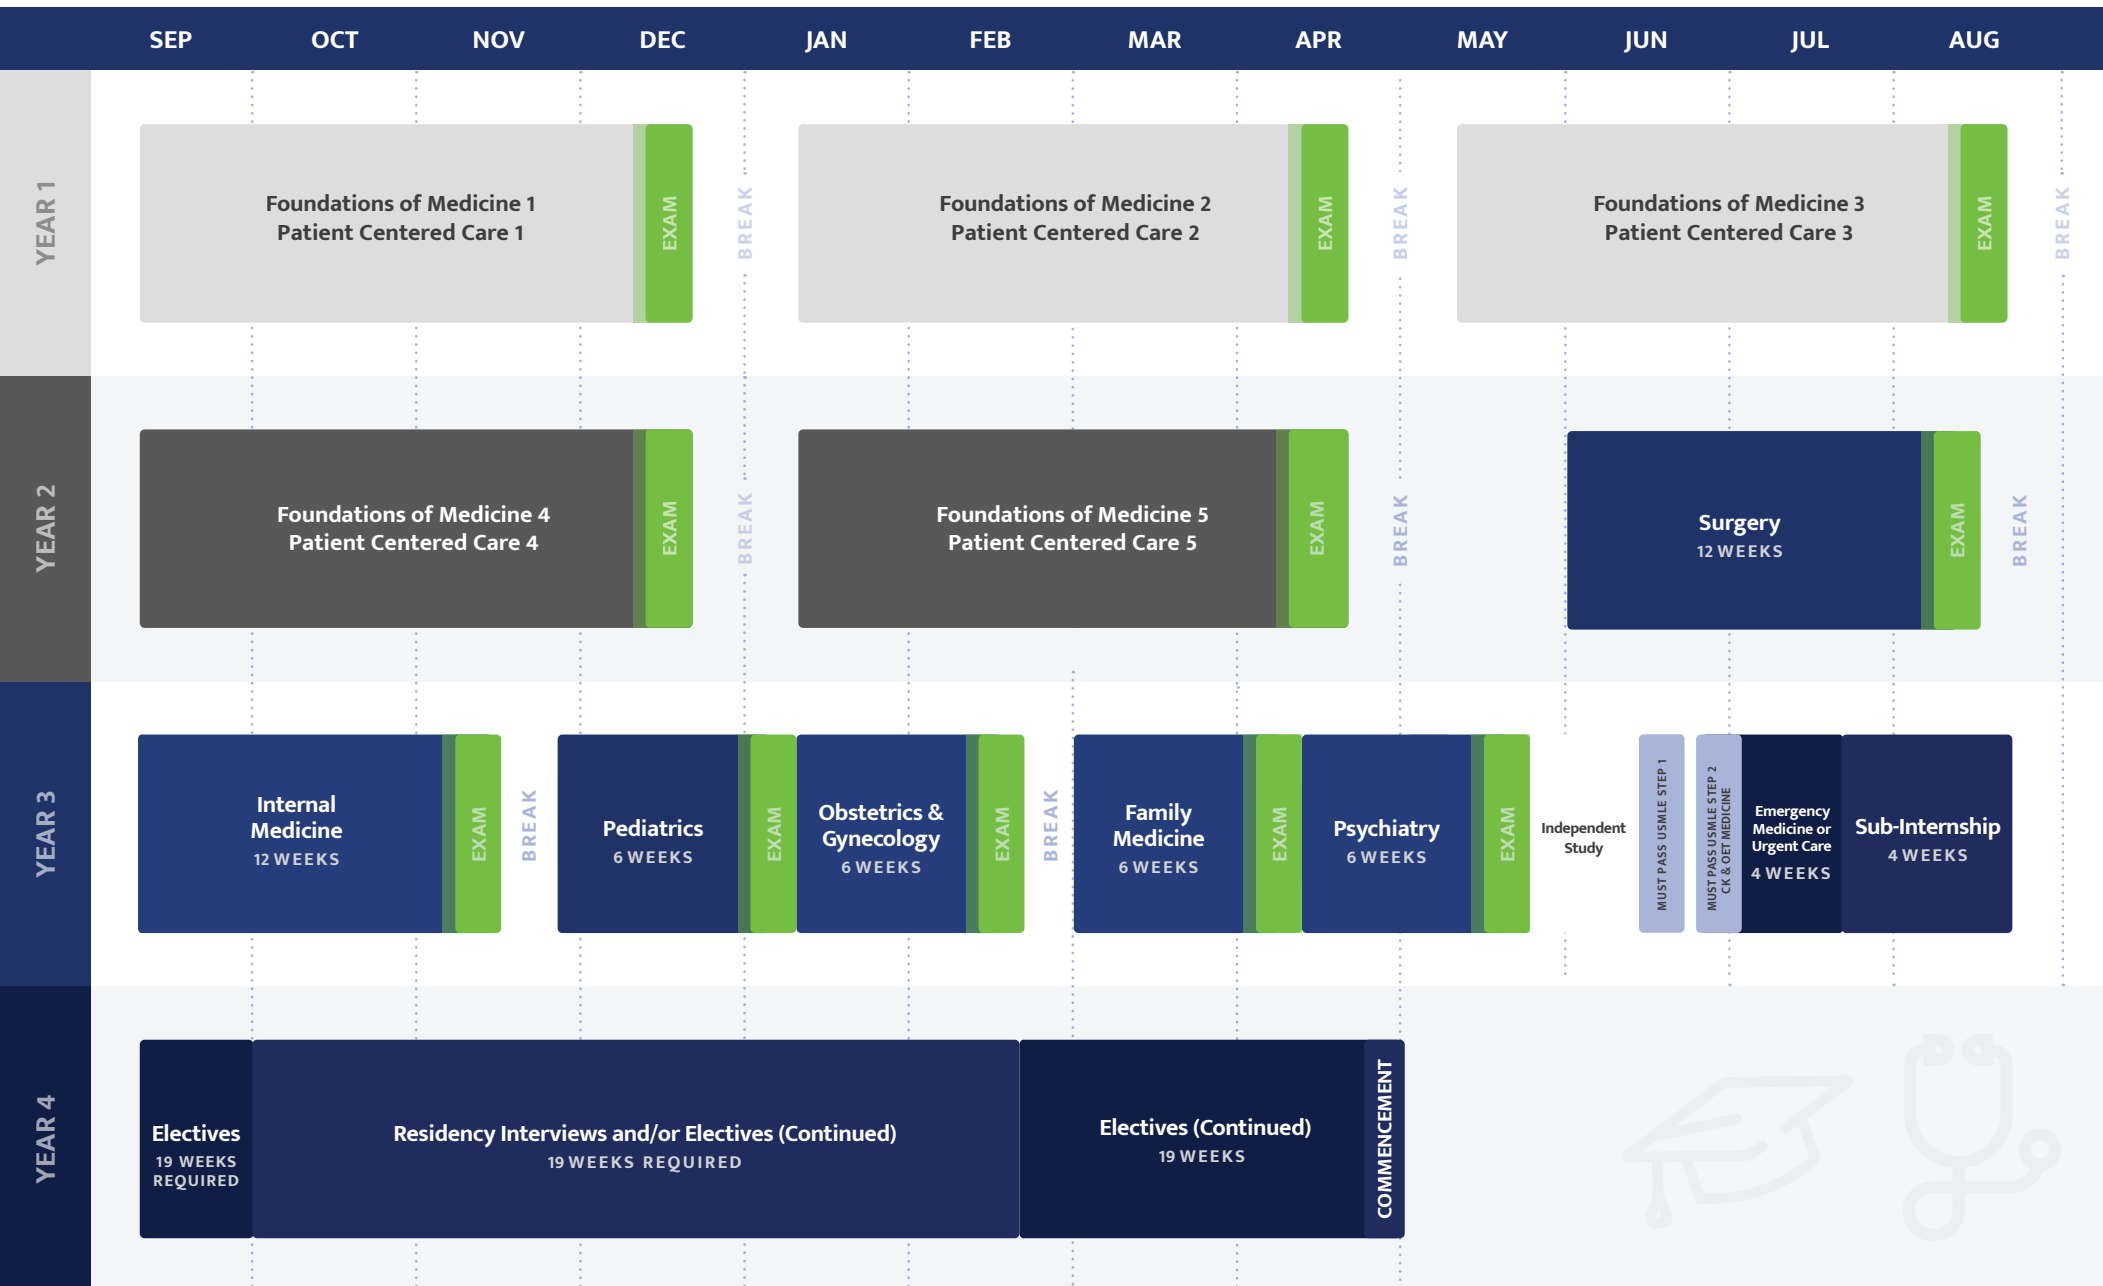 SEP OCT NOV DEC JAN FEB MAR APR MAY JUN JUL AUG
YEAR 1
Foundations of Medicine 1
Patient Centered Care 1
EXAM
BREAK
Foundations of Medicine 2
Patient Centered Care 2
EXAM
BREAK
Foundations of Medicine 3
Patient Centered Care 3
EXAM
BREAK
YEAR 2
Foundations of Medicine 4
Patient Centered Care 4
EXAM
BREAK
Foundations of Medicine 5
Patient Centered Care 5
EXAM
BREAK
Surgery
12 WEEKS
EXAM
BREAK
YEAR 3
Internal
Medicine
12 WEEKS
EXAM
BREAK
Pediatrics
6 WEEKS
EXAM
Obstetrics &
Gynecology
6 WEEKS
EXAM
BREAK
Family
Medicine
6 WEEKS
EXAM
Psychiatry
6 WEEKS
EXAM
Independent
Study
MUST PASS USMLE STEP 1
MUST PASS USMLE STEP 2
CK & OET MEDICINE
Emergency
Medicine or
Urgent Care
4 WEEKS
Sub-Internship
4 WEEKS
YEAR 4
Electives
19 WEEKS
REQUIRED
Residency Interviews and/or Electives (Continued)
19 WEEKS REQUIRED
Electives (Continued)
19 WEEKS
COMMENCEMENT